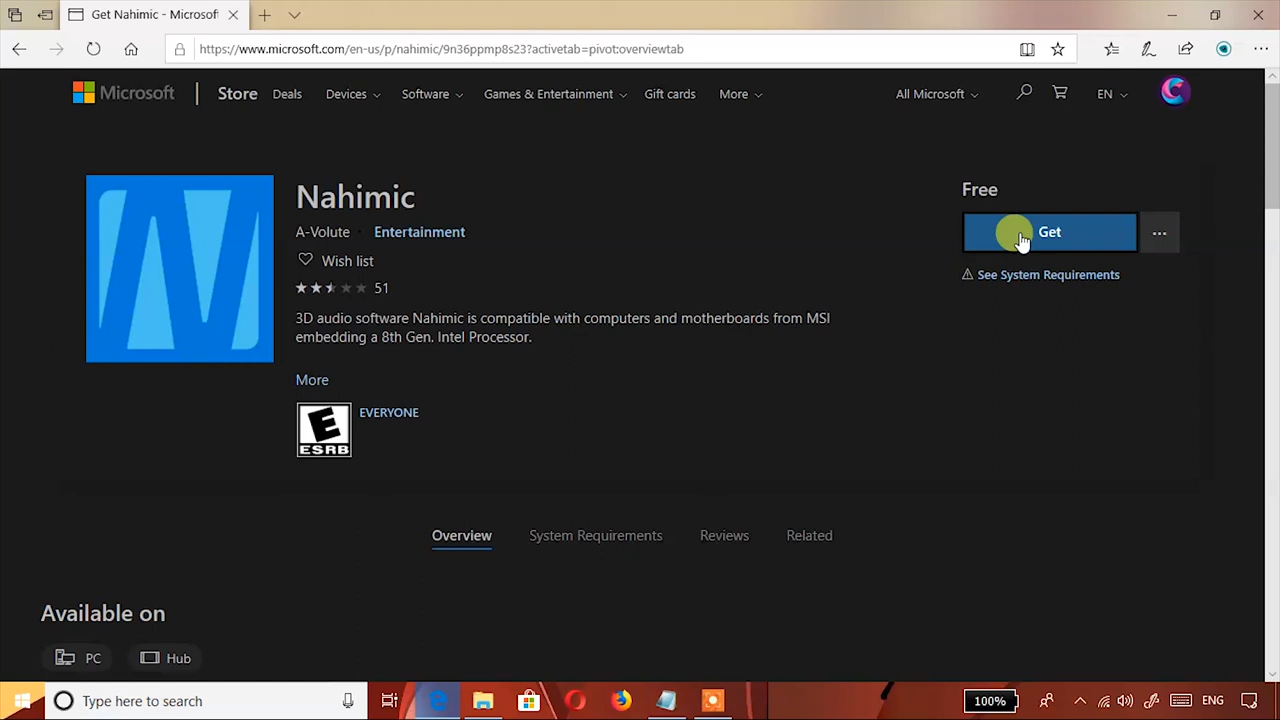 Get Nahimic - Microsoft
https://www.microsoft.com/en-us/p/nahimic/9n36ppmp8s23?activetab=pivot:overviewtab
Microsoft Store Deals Devices Software Games & Entertainment Gift cards More All Microsoft EN
Nahimic
Free
A-Volute Entertainment
Get
Wish list
See System Requirements
51
3D audio software Nahimic is compatible with computers and motherboards from MSI
embedding a 8th Gen. Intel Processor.
More
E
ESRB
EVERYONE
Overview System Requirements Reviews Related
Available on
PC Hub
Type here to search
100%
ENG